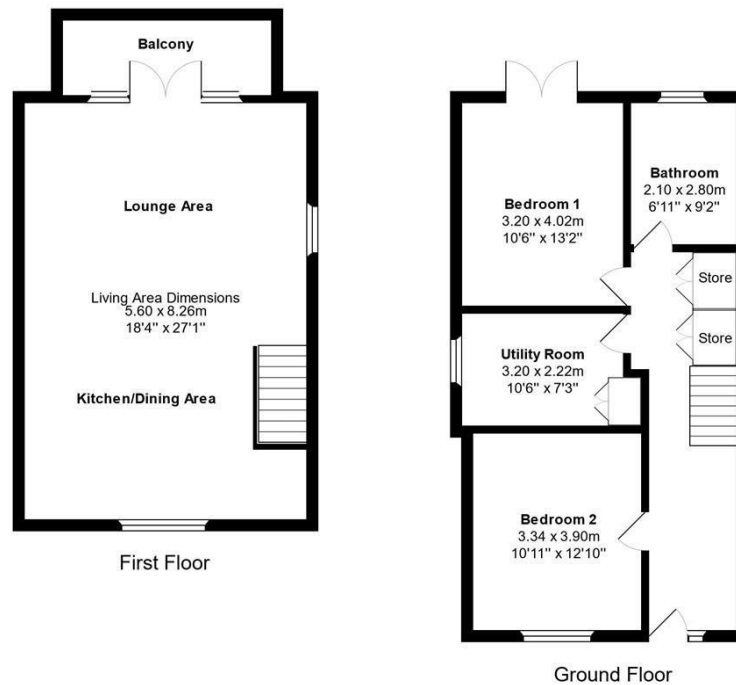 Balcony
Lounge Area
Living Area Dimensions
5.60 x 8.26m
18'4" x 27'1"
Kitchen/Dining Area
First Floor
Bedroom 1
3.20 x 4.02m
10'6" x 13'2"
Bathroom
2.10 x 2.80m
6'11" x 9'2"
Store
Store
Utility Room
3.20 x 2.22m
10'6" x 7'3"
Bedroom 2
3.34 x 3.90m
10'11" x 12'10"
Ground Floor